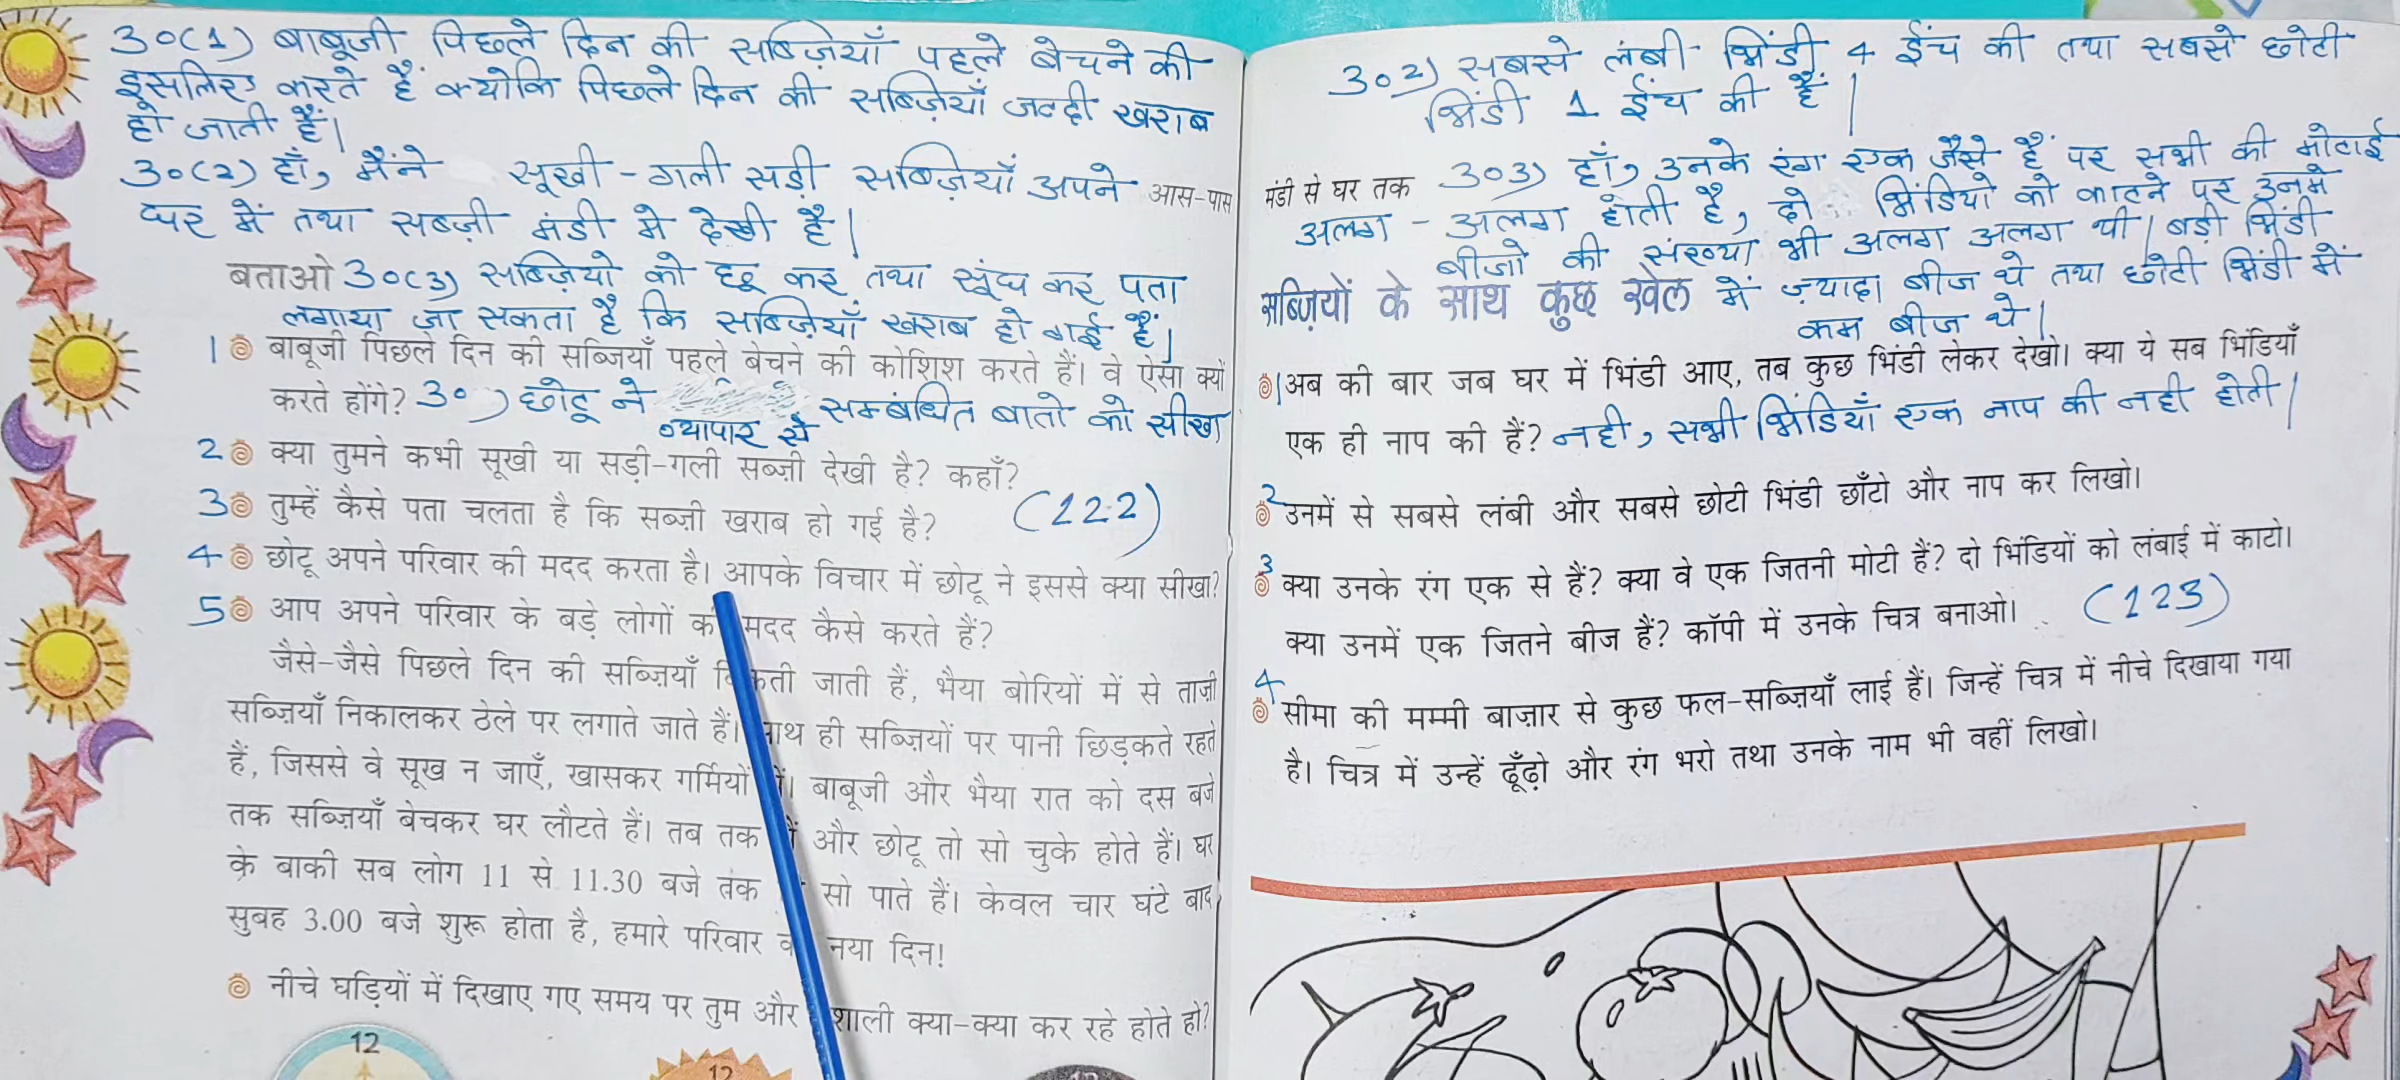 उ०(1) बाबूजी पिछले दिन की सब्ज़ियाँ पहले बेचने की
इसलिए करते हैं क्योकि पिछले दिन की सब्ज़ियाँ जल्दी खराब
हो जाती हैं।
उ०(2) हाँ, मैंने सूखी - गली सड़ी सब्ज़ियाँ अपने आस-पास
घर में तथा सब्ज़ी मंडी मे देखी है।
बताओ उ०(3) सब्ज़ियो को छू कर तथा सूंघ कर पता
लगाया जा सकता है कि सब्ज़ियाँ खराब हो गई हैं।
1 बाबूजी पिछले दिन की सब्जियाँ पहले बेचने की कोशिश करते हैं। वे ऐसा क्यों
करते होंगे? उ०) छोटू ने व्यापार से सम्बंधित बातो को सीखा
2 क्या तुमने कभी सूखी या सड़ी-गली सब्ज़ी देखी है? कहाँ?
3 तुम्हें कैसे पता चलता है कि सब्ज़ी खराब हो गई है? (122)
4 छोटू अपने परिवार की मदद करता है। आपके विचार में छोटू ने इससे क्या सीखा?
5 आप अपने परिवार के बड़े लोगों की मदद कैसे करते हैं?
जैसे-जैसे पिछले दिन की सब्ज़ियाँ बिकती जाती हैं, भैया बोरियों में से ताज़ी
सब्ज़ियाँ निकालकर ठेले पर लगाते जाते हैं। साथ ही सब्ज़ियों पर पानी छिड़कते रहते
हैं, जिससे वे सूख न जाएँ, खासकर गर्मियों में। बाबूजी और भैया रात को दस बजे
तक सब्ज़ियाँ बेचकर घर लौटते हैं। तब तक मैं और छोटू तो सो चुके होते हैं। घर
के बाकी सब लोग 11 से 11.30 बजे तक सो पाते हैं। केवल चार घंटे बाद
सुबह 3.00 बजे शुरू होता है, हमारे परिवार का नया दिन!
नीचे घड़ियों में दिखाए गए समय पर तुम और वैशाली क्या-क्या कर रहे होते हो?
12
12
उ०2) सबसे लंबी भिंडी 4 ईंच की तथा सबसे छोटी
भिंडी 1 ईंच की हैं।
मंडी से घर तक उ०3) हाँ, उनके रंग एक जैसे हैं पर सभी की मोटाई
अलग - अलग होती है, दो भिंडियो को काटने पर उनमे
बीजो की संख्या भी अलग अलग थी। बड़ी भिंडी
सब्ज़ियों के साथ कुछ खेल में ज़्यादा बीज थे तथा छोटी भिंडी में
कम बीज थे।
1 अब की बार जब घर में भिंडी आए, तब कुछ भिंडी लेकर देखो। क्या ये सब भिंडियाँ
एक ही नाप की हैं? नही, सभी भिंडियाँ एक नाप की नही होती।
2 उनमें से सबसे लंबी और सबसे छोटी भिंडी छाँटो और नाप कर लिखो।
3 क्या उनके रंग एक से हैं? क्या वे एक जितनी मोटी हैं? दो भिंडियों को लंबाई में काटो।
क्या उनमें एक जितने बीज हैं? कॉपी में उनके चित्र बनाओ। (123)
4 सीमा की मम्मी बाज़ार से कुछ फल-सब्ज़ियाँ लाई हैं। जिन्हें चित्र में नीचे दिखाया गया
है। चित्र में उन्हें ढूँढ़ो और रंग भरो तथा उनके नाम भी वहीं लिखो।